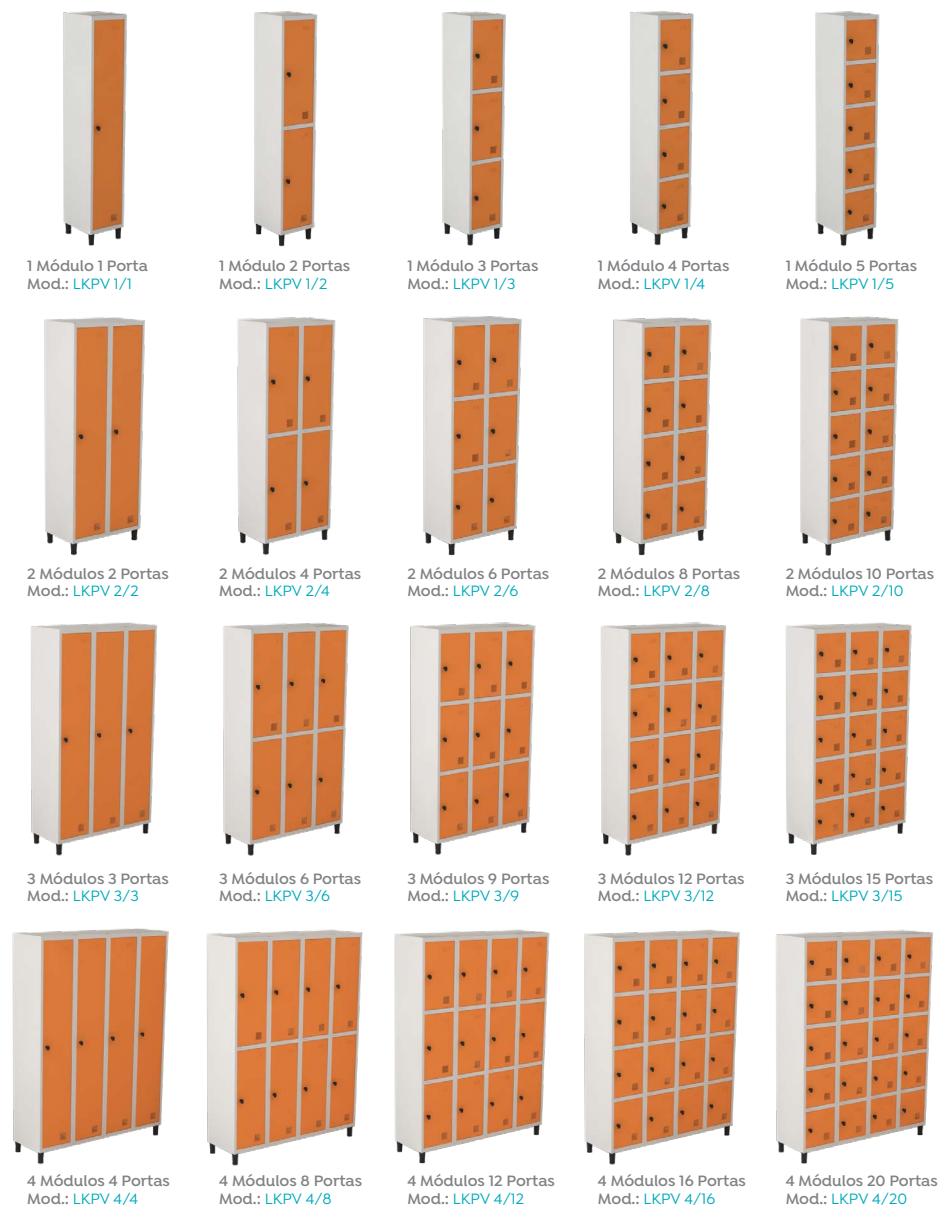 1 Módulo 1 Porta
Mod.: LKPV 1/1
1 Módulo 2 Portas
Mod.: LKPV 1/2
1 Módulo 3 Portas
Mod.: LKPV 1/3
1 Módulo 4 Portas
Mod.: LKPV 1/4
1 Módulo 5 Portas
Mod.: LKPV 1/5
2 Módulos 2 Portas
Mod.: LKPV 2/2
2 Módulos 4 Portas
Mod.: LKPV 2/4
2 Módulos 6 Portas
Mod.: LKPV 2/6
2 Módulos 8 Portas
Mod.: LKPV 2/8
2 Módulos 10 Portas
Mod.: LKPV 2/10
3 Módulos 3 Portas
Mod.: LKPV 3/3
3 Módulos 6 Portas
Mod.: LKPV 3/6
3 Módulos 9 Portas
Mod.: LKPV 3/9
3 Módulos 12 Portas
Mod.: LKPV 3/12
3 Módulos 15 Portas
Mod.: LKPV 3/15
4 Módulos 4 Portas
Mod.: LKPV 4/4
4 Módulos 8 Portas
Mod.: LKPV 4/8
4 Módulos 12 Portas
Mod.: LKPV 4/12
4 Módulos 16 Portas
Mod.: LKPV 4/16
4 Módulos 20 Portas
Mod.: LKPV 4/20